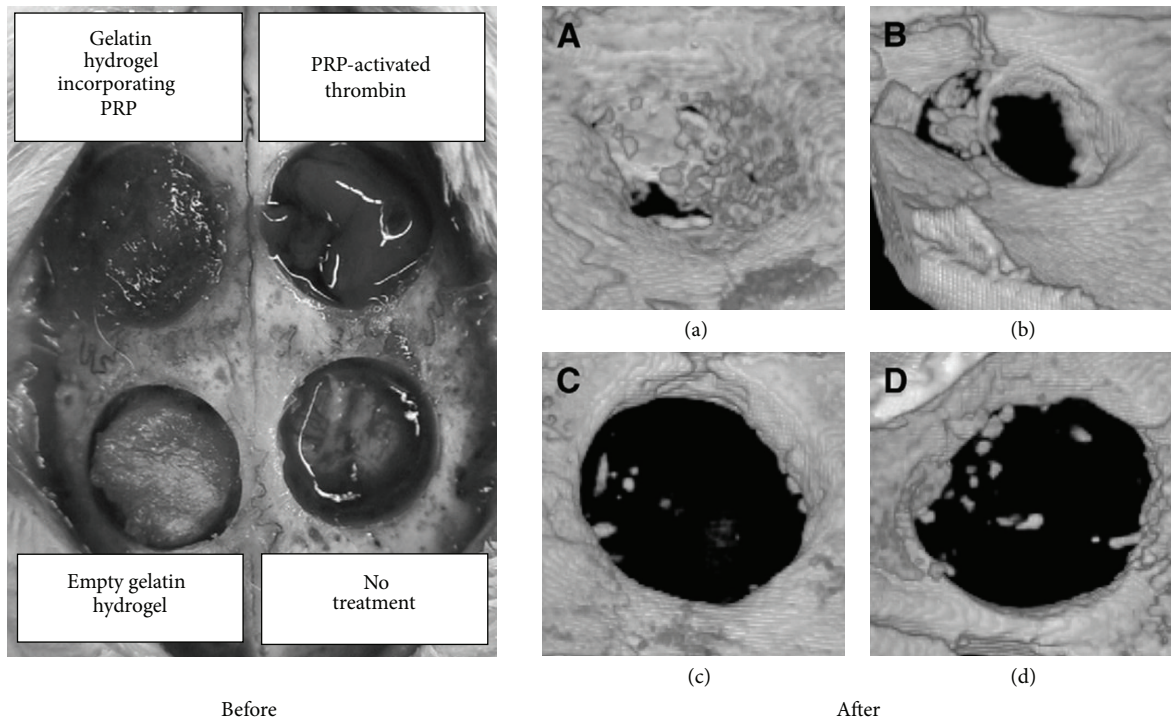 Gelatin
hydrogel
incorporating
PRP
PRP-activated
thrombin
Empty gelatin
hydrogel
No
treatment
Before
A
(a)
B
(b)
C
(c)
D
(d)
After